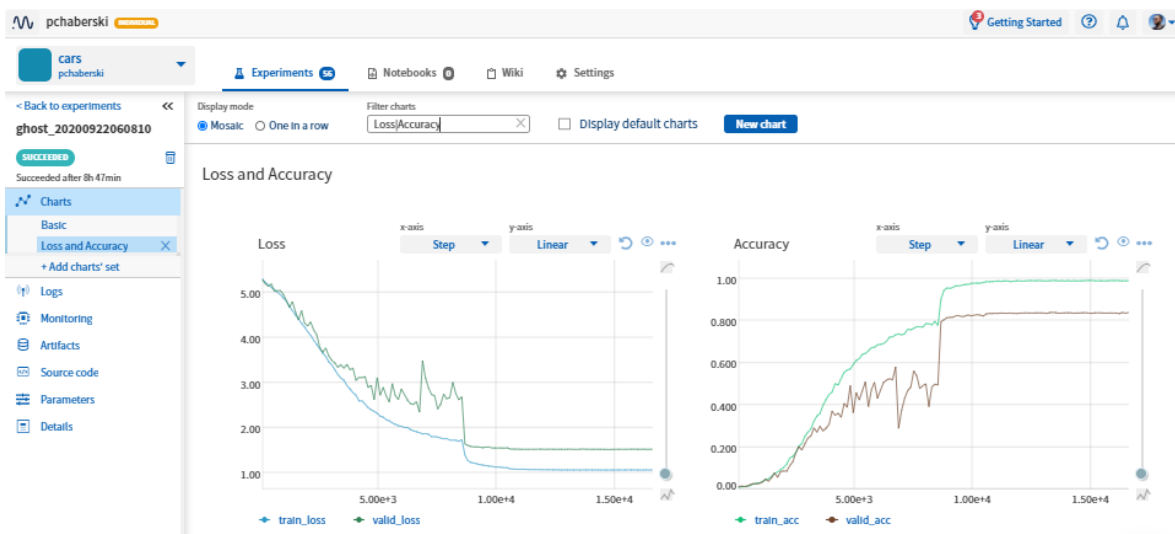 pchaberski INDIVIDUAL
3 Getting Started
cars
pchaberski
Experiments 56 Notebooks 0 Wiki Settings
< Back to experiments
ghost_20200922060810
SUCCEEDED
Succeeded after 8h 47min
Charts
Basic
Loss and Accuracy
+ Add charts' set
Logs
Monitoring
Artifacts
Source code
Parameters
Details
Display mode
Mosaic One in a row
Filter charts
Loss|Accuracy
Display default charts
New chart
Loss and Accuracy
Loss
x-axis
Step
y-axis
Linear
5.00
4.00
3.00
2.00
1.00
5.00e+3 1.00e+4 1.50e+4
train_loss valid_loss
Accuracy
x-axis
Step
y-axis
Linear
1.00
0.800
0.600
0.400
0.200
0.00
5.00e+3 1.00e+4 1.50e+4
train_acc valid_acc